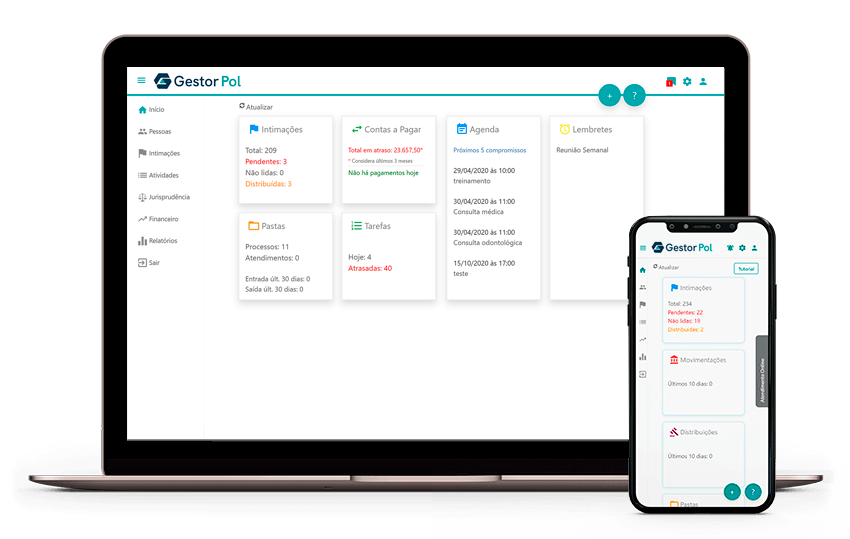 Gestor Pol
1
+
?
Início
Pessoas
Intimações
Atividades
Jurisprudência
Financeiro
Relatórios
Sair
Atualizar
Intimações
Total: 209
Pendentes: 3
Não lidas: 0
Distribuídas: 3
Contas a Pagar
Total em atraso: 23.657,50*
* Considera últimos 3 meses
Não há pagamentos hoje
Agenda
Próximos 5 compromissos
29/04/2020 às 10:00
treinamento
30/04/2020 às 11:00
Consulta médica
30/04/2020 às 11:00
Consulta odontológica
15/10/2020 às 17:00
teste
Lembretes
Reunião Semanal
Pastas
Processos: 11
Atendimentos: 0
Entrada últ. 30 dias: 0
Saída últ. 30 dias: 0
Tarefas
Hoje: 4
Atrasadas: 40
Gestor Pol
Atualizar
Tutorial
Intimações
Total: 234
Pendentes: 22
Não lidas: 19
Distribuídas: 2
Movimentações
Últimos 10 dias: 0
Atendimento Online
Distribuições
Últimos 10 dias: 0
+
?
Pastas